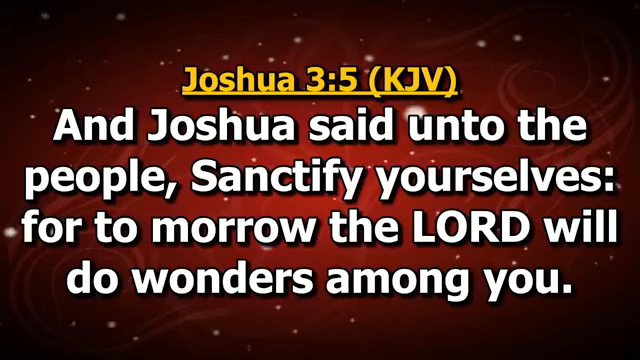 Joshua 3:5 (KJV)
And Joshua said unto the
people, Sanctify yourselves:
for to morrow the LORD will
do wonders among you.